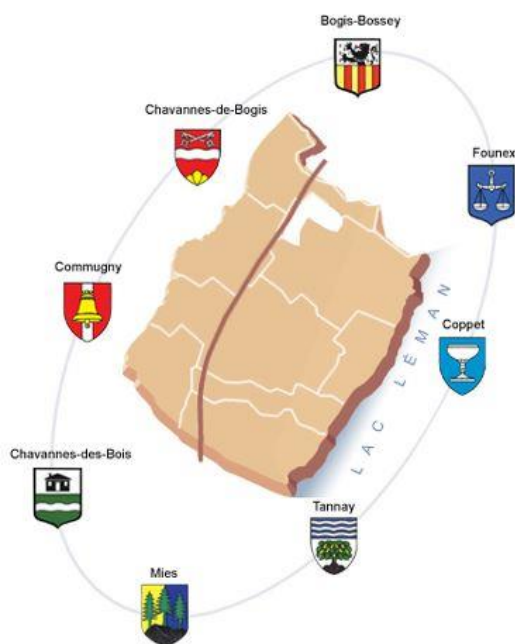 Bogis-Bossey
Chavannes-de-Bogis
Founex
Commugny
Coppet
LAC LÉMAN
Chavannes-des-Bois
Tannay
Mies